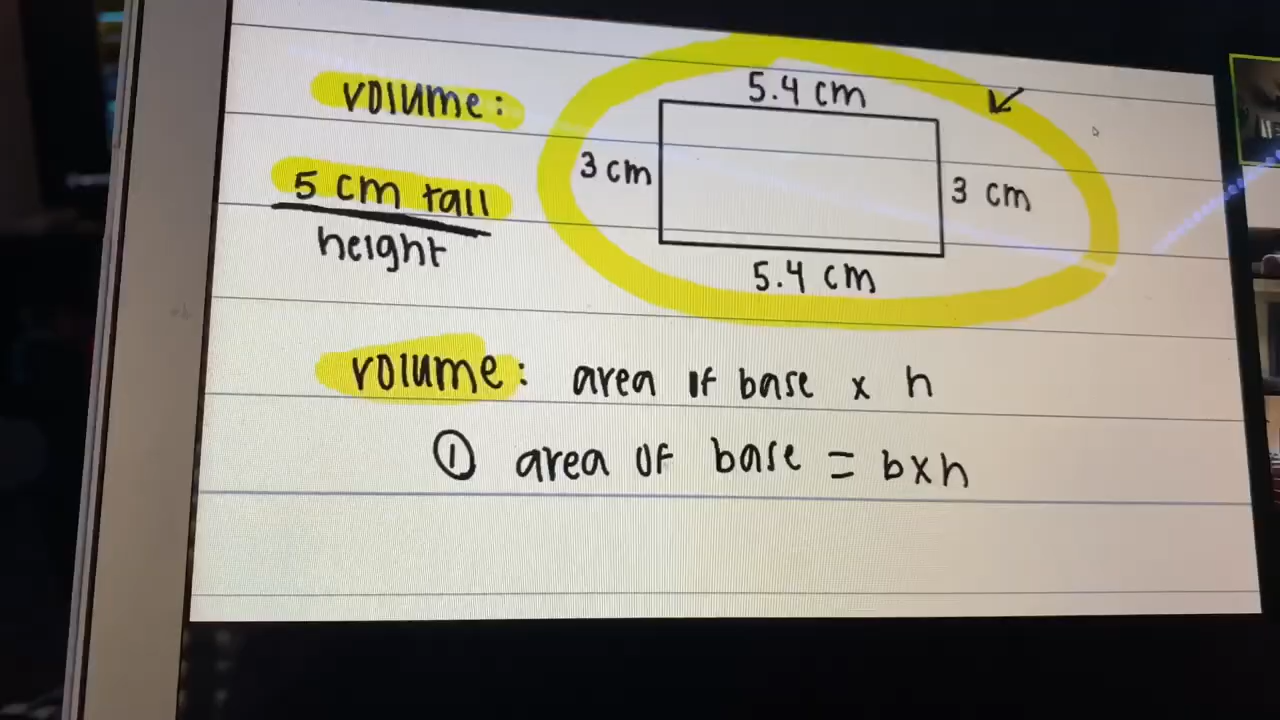 volume:
5.4 cm
3 cm
3 cm
5 cm tall
height
5.4 cm
volume: area of base x h
① area of base = bxh